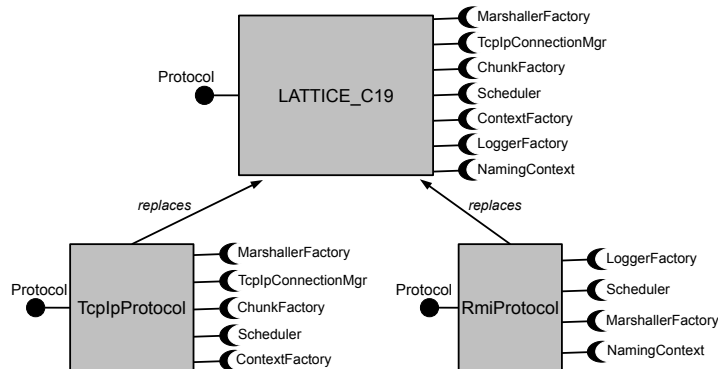 MarshallerFactory
TcpIpConnectionMgr
ChunkFactory
Protocol
LATTICE_C19
Scheduler
ContextFactory
LoggerFactory
NamingContext
replaces
replaces
MarshallerFactory
TcpIpConnectionMgr
Protocol
TcpIpProtocol
ChunkFactory
Scheduler
ContextFactory
LoggerFactory
Protocol
RmiProtocol
Scheduler
MarshallerFactory
NamingContext